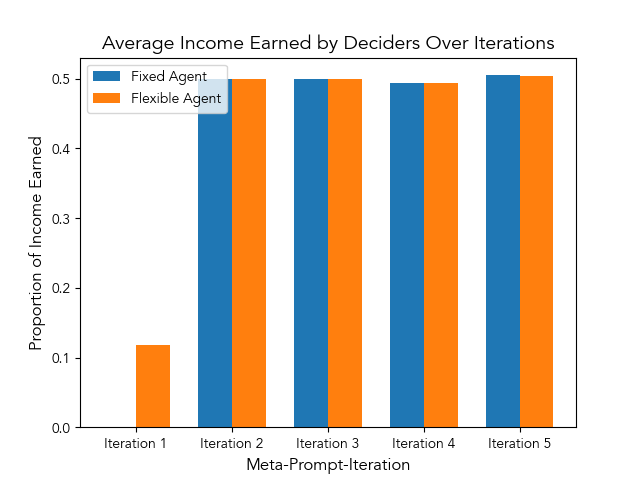 Average Income Earned by Deciders Over Iterations
Fixed Agent
Flexible Agent
Proportion of Income Earned
0.5
0.4
0.3
0.2
0.1
0.0
Iteration 1
Iteration 2
Iteration 3
Iteration 4
Iteration 5
Meta-Prompt-Iteration